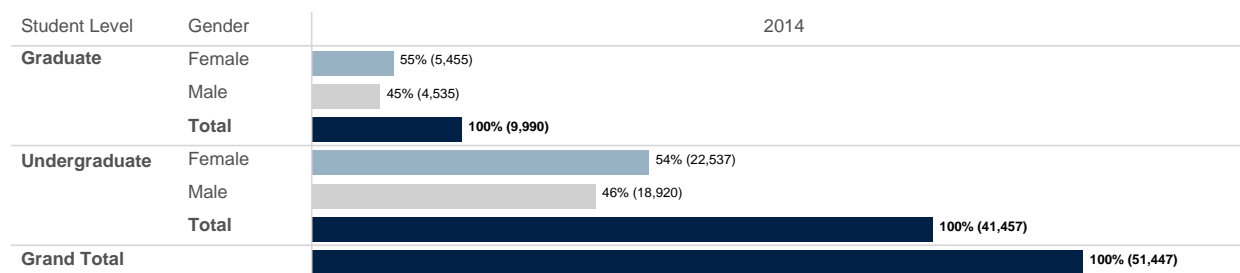 Student Level Gender 2014
Graduate Female 55% (5,455)
Male 45% (4,535)
Total 100% (9,990)
Undergraduate Female 54% (22,537)
Male 46% (18,920)
Total 100% (41,457)
Grand Total 100% (51,447)